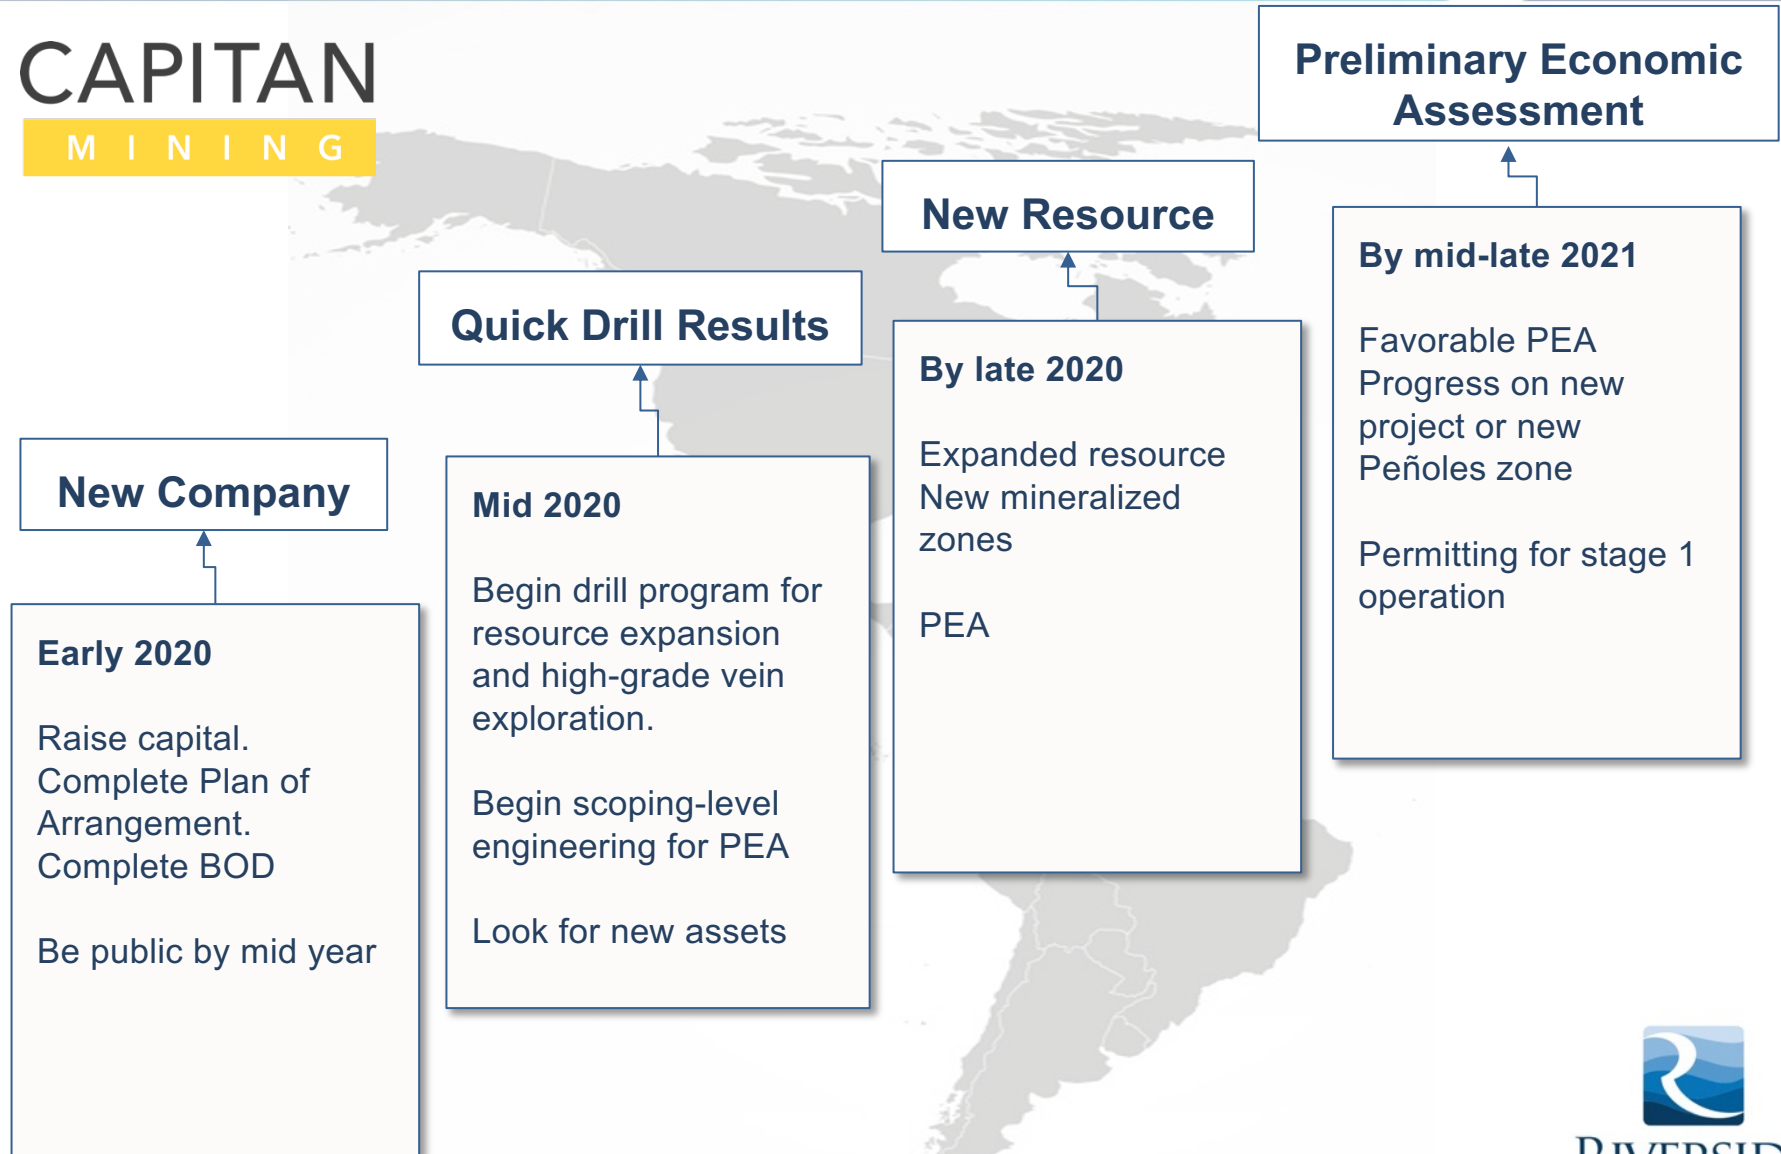 CAPITAN
MINING
Preliminary Economic
Assessment
New Resource
Quick Drill Results
New Company
Early 2020
Raise capital.
Complete Plan of
Arrangement.
Complete BOD
Be public by mid year
Mid 2020
Begin drill program for
resource expansion
and high-grade vein
exploration.
Begin scoping-level
engineering for PEA
Look for new assets
By late 2020
Expanded resource
New mineralized
zones
PEA
By mid-late 2021
Favorable PEA
Progress on new
project or new
Peñoles zone
Permitting for stage 1
operation